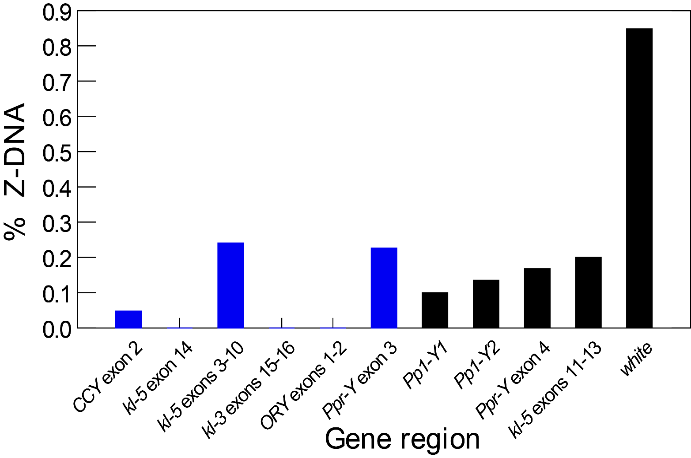 0.9
0.8
0.7
0.6
0.5
0.4
0.3
0.2
0.1
0.0
% Z-DNA
CCY exon 2
kl-5 exon 14
kl-5 exons 3-10
kl-3 exons 15-16
ORY exons 1-2
Ppr-Y exon 3
Pp1-Y1
Pp1-Y2
Ppr-Y exon 4
kl-5 exons 11-13
white
Gene region